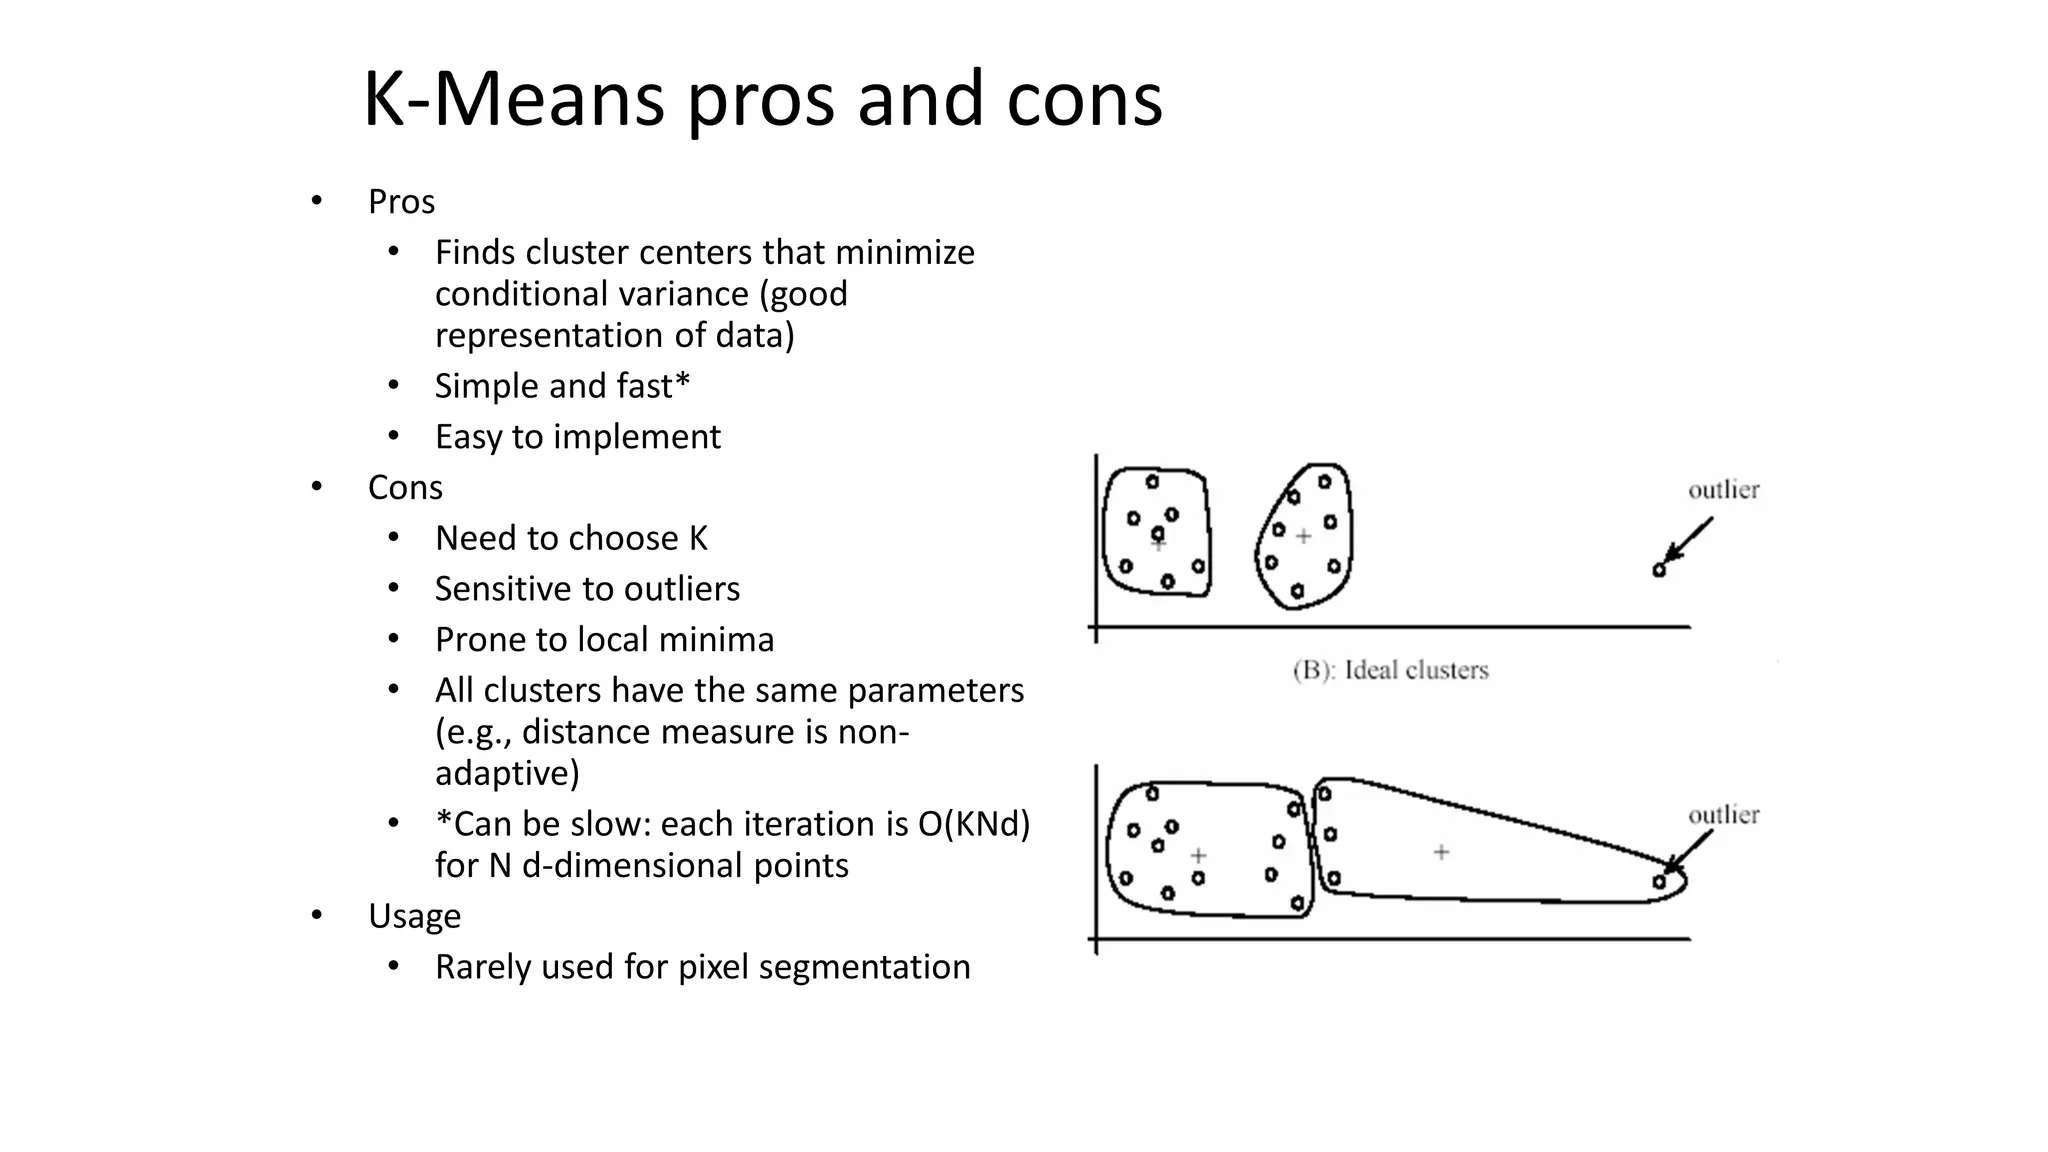 K-Means pros and cons
• Pros
• Finds cluster centers that minimize
conditional variance (good
representation of data)
• Simple and fast*
• Easy to implement
• Cons
• Need to choose K
• Sensitive to outliers
• Prone to local minima
• All clusters have the same parameters
(e.g., distance measure is non-
adaptive)
• *Can be slow: each iteration is O(KNd)
for N d-dimensional points
• Usage
• Rarely used for pixel segmentation
outlier
(B): Ideal clusters
outlier